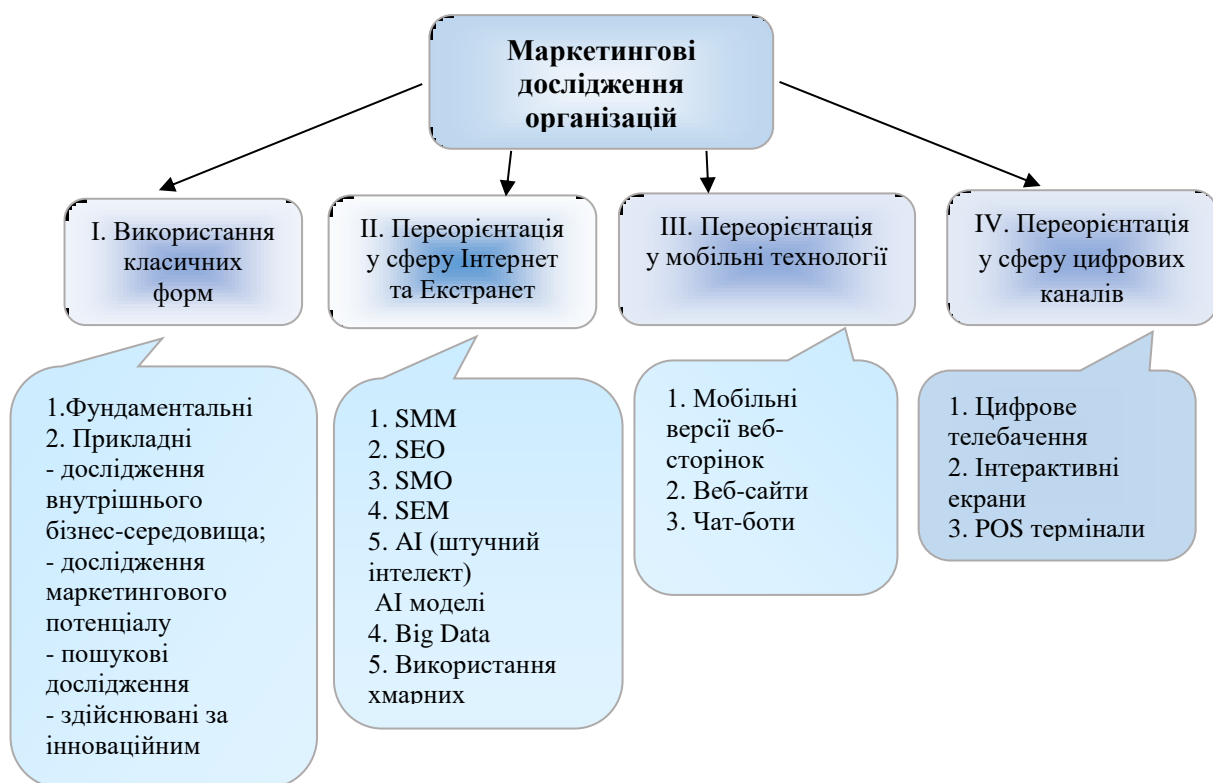 Маркетингові
дослідження
організацій
І. Використання
класичних
форм
ІІ. Переорієнтація
у сферу Інтернет
та Екстранет
ІІІ. Переорієнтація
у мобільні технології
IV. Переорієнтація
у сферу цифрових
каналів
1.Фундаментальні
2. Прикладні
- дослідження
внутрішнього
бізнес-середовища;
- дослідження
маркетингового
потенціалу
- пошукові
дослідження
- здійснювані за
інноваційним
1. SMM
2. SEO
3. SMO
4. SEM
5. AI (штучний
інтелект)
AI моделі
4. Big Data
5. Використання
хмарних
1. Мобільні
версії веб-
сторінок
2. Веб-сайти
3. Чат-боти
1. Цифрове
телебачення
2. Інтерактивні
екрани
3. POS термінали